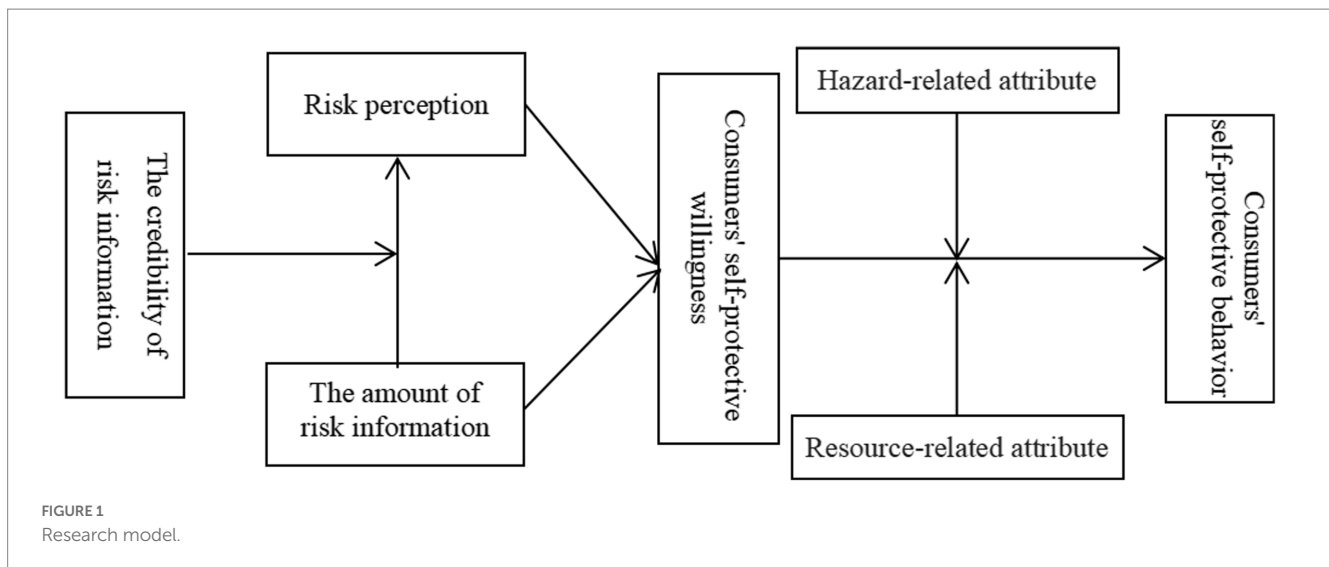 The credibility of
risk information
Risk perception
The amount of
risk information
Consumers' self-protective
willingness
Hazard-related attribute
Resource-related attribute
Consumers'
self-protective behavior
FIGURE 1
Research model.